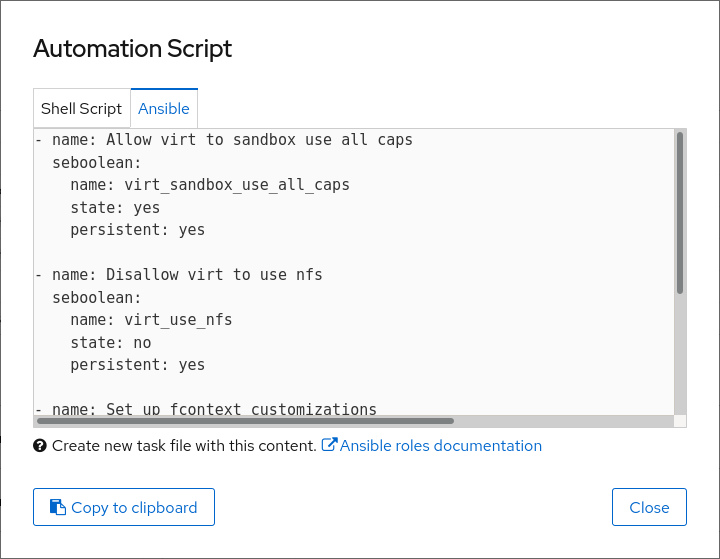 Automation Script
Shell Script
Ansible
- name: Allow virt to sandbox use all caps
  seboolean:
    name: virt_sandbox_use_all_caps
    state: yes
    persistent: yes

- name: Disallow virt to use nfs
  seboolean:
    name: virt_use_nfs
    state: no
    persistent: yes

- name: Set up fcontext customizations
Create new task file with this content. Ansible roles documentation
Copy to clipboard
Close